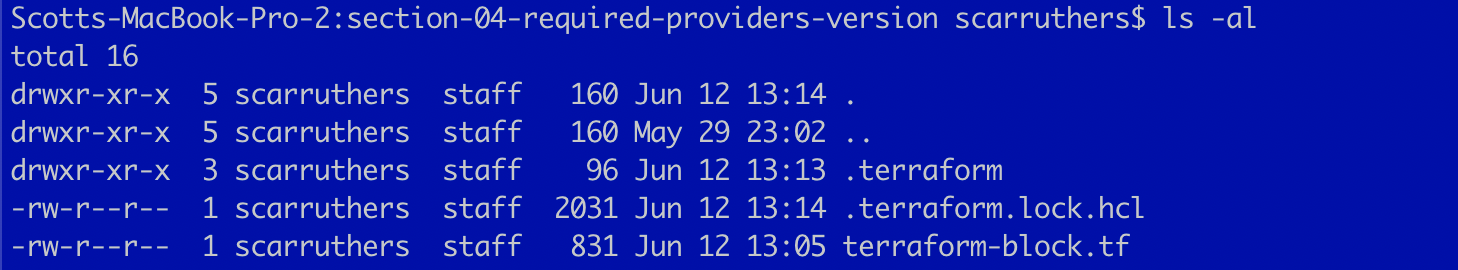 Scotts-MacBook-Pro-2:section-04-required-providers-version scarruthers$ ls -al
total 16
drwxr-xr-x  5 scarruthers  staff   160 Jun 12 13:14 .
drwxr-xr-x  5 scarruthers  staff   160 May 29 23:02 ..
drwxr-xr-x  3 scarruthers  staff    96 Jun 12 13:13 .terraform
-rw-r--r--  1 scarruthers  staff  2031 Jun 12 13:14 .terraform.lock.hcl
-rw-r--r--  1 scarruthers  staff   831 Jun 12 13:05 terraform-block.tf